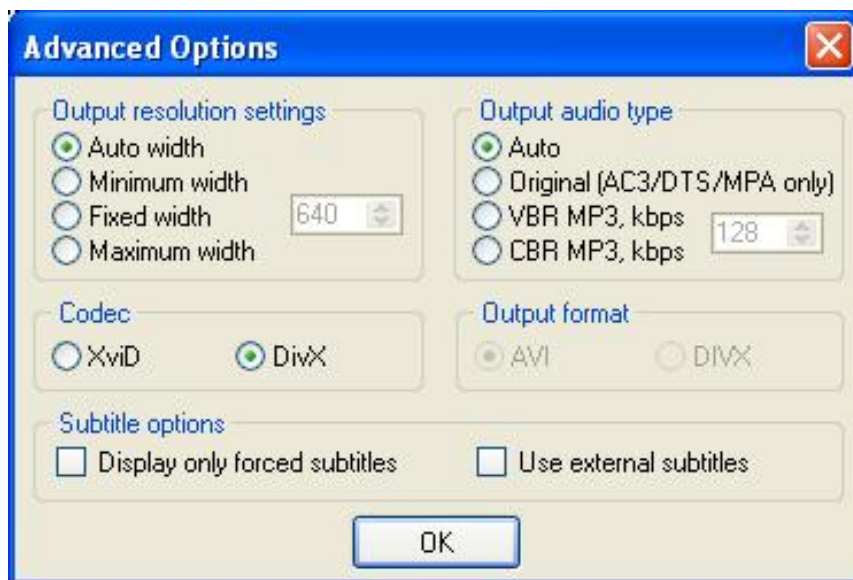 Advanced Options
Output resolution settings
Auto width
Minimum width
Fixed width
640
Maximum width
Output audio type
Auto
Original (AC3/DTS/MPA only)
VBR MP3, kbps
128
CBR MP3, kbps
Codec
XviD
DivX
Output format
AVI
DIVX
Subtitle options
Display only forced subtitles
Use external subtitles
OK